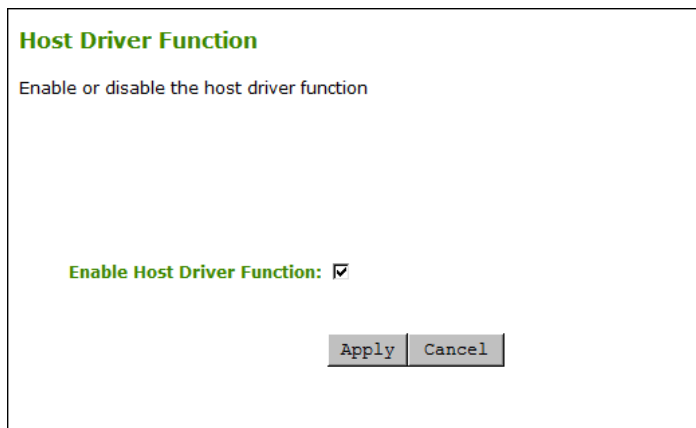 Host Driver Function
Enable or disable the host driver function
Enable Host Driver Function:
Apply Cancel